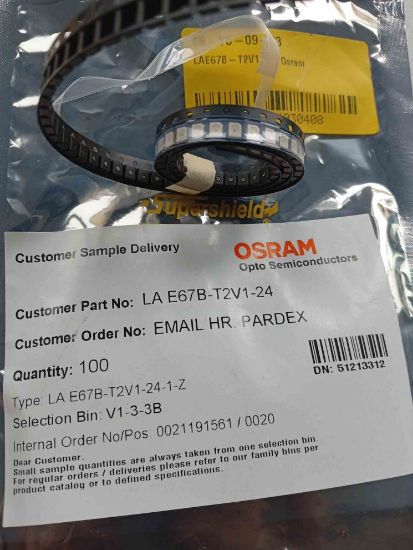 -09-
LAE67B-T2V1 Osram
30408
Supershield
Customer Sample Delivery
OSRAM
Opto Semiconductors
Customer Part No: LA E67B-T2V1-24
Customer Order No: EMAIL HR. PARDEX
Quantity: 100
DN: 51213312
Type: LA E67B-T2V1-24-1-Z
Selection Bin: V1-3-3B
Internal Order No/Pos: 0021191561 / 0020
Dear Customer.
Small sample quantities are always taken from one selection bin.
For regular orders / deliveries please refer to our family bins per
product catalog or to defined specifications.